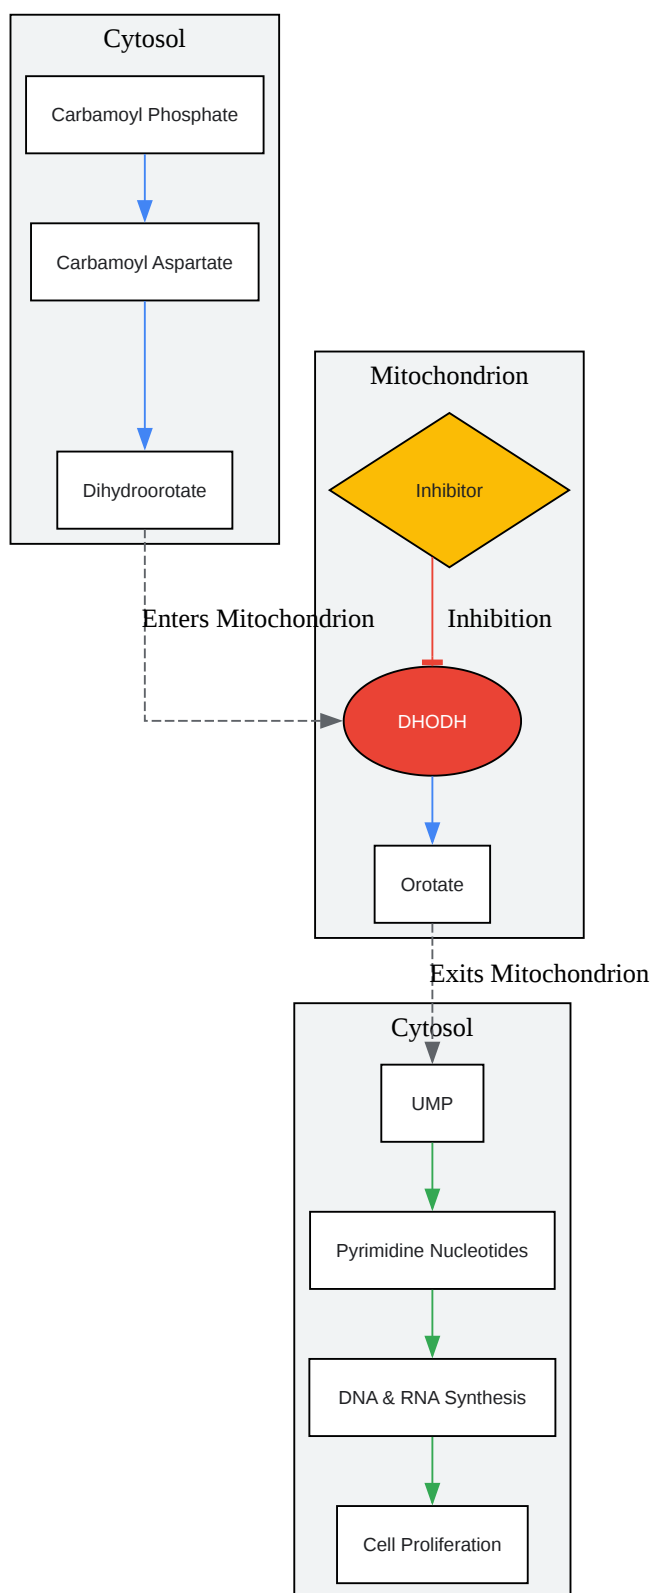 Cytosol
Carbamoyl Phosphate
Carbamoyl Aspartate
Dihydroorotate
Mitochondrion
Inhibitor
Enters Mitochondrion
Inhibition
DHODH
Orotate
Exits Mitochondrion
Cytosol
UMP
Pyrimidine Nucleotides
DNA & RNA Synthesis
Cell Proliferation